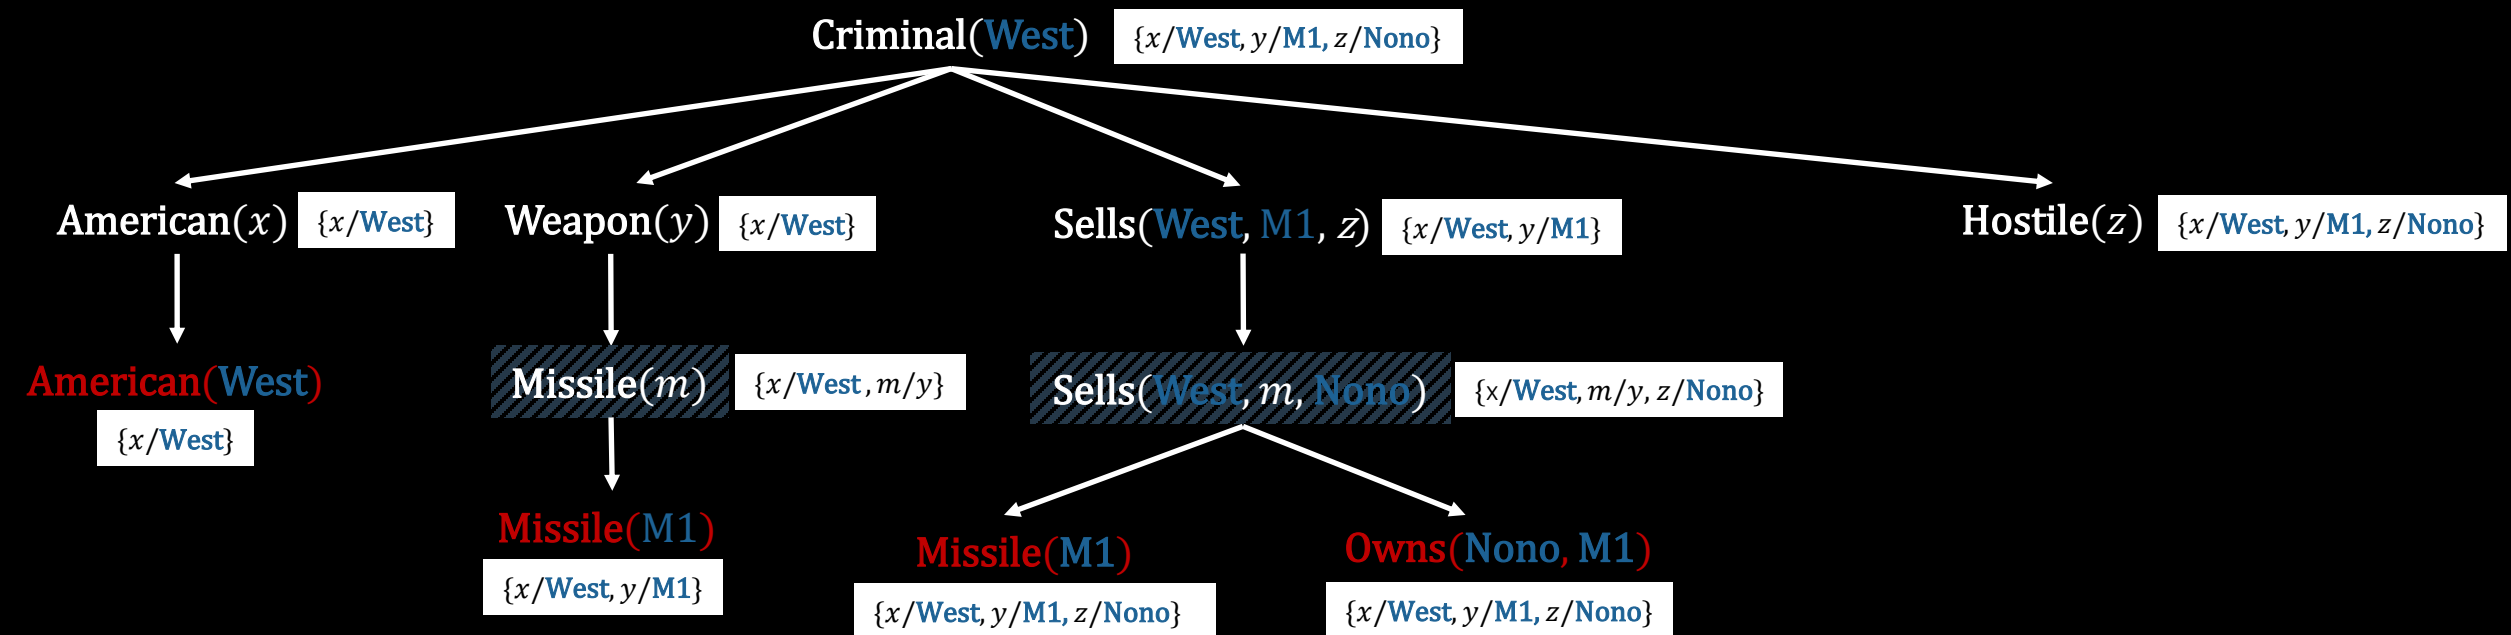 Criminal(West) {x/West, y/M1, z/Nono}
American(x) {x/West} Weapon(y) {x/West} Sells(West, M1, z) {x/West, y/M1} Hostile(z) {x/West, y/M1, z/Nono}
American(West) Missile(m) {x/West , m/y} Sells(West, m, Nono) {x/West, m/y, z/Nono}
{x/West}
Missile(M1) Missile(M1) Owns(Nono, M1)
{x/West, y/M1} {x/West, y/M1, z/Nono} {x/West, y/M1, z/Nono}